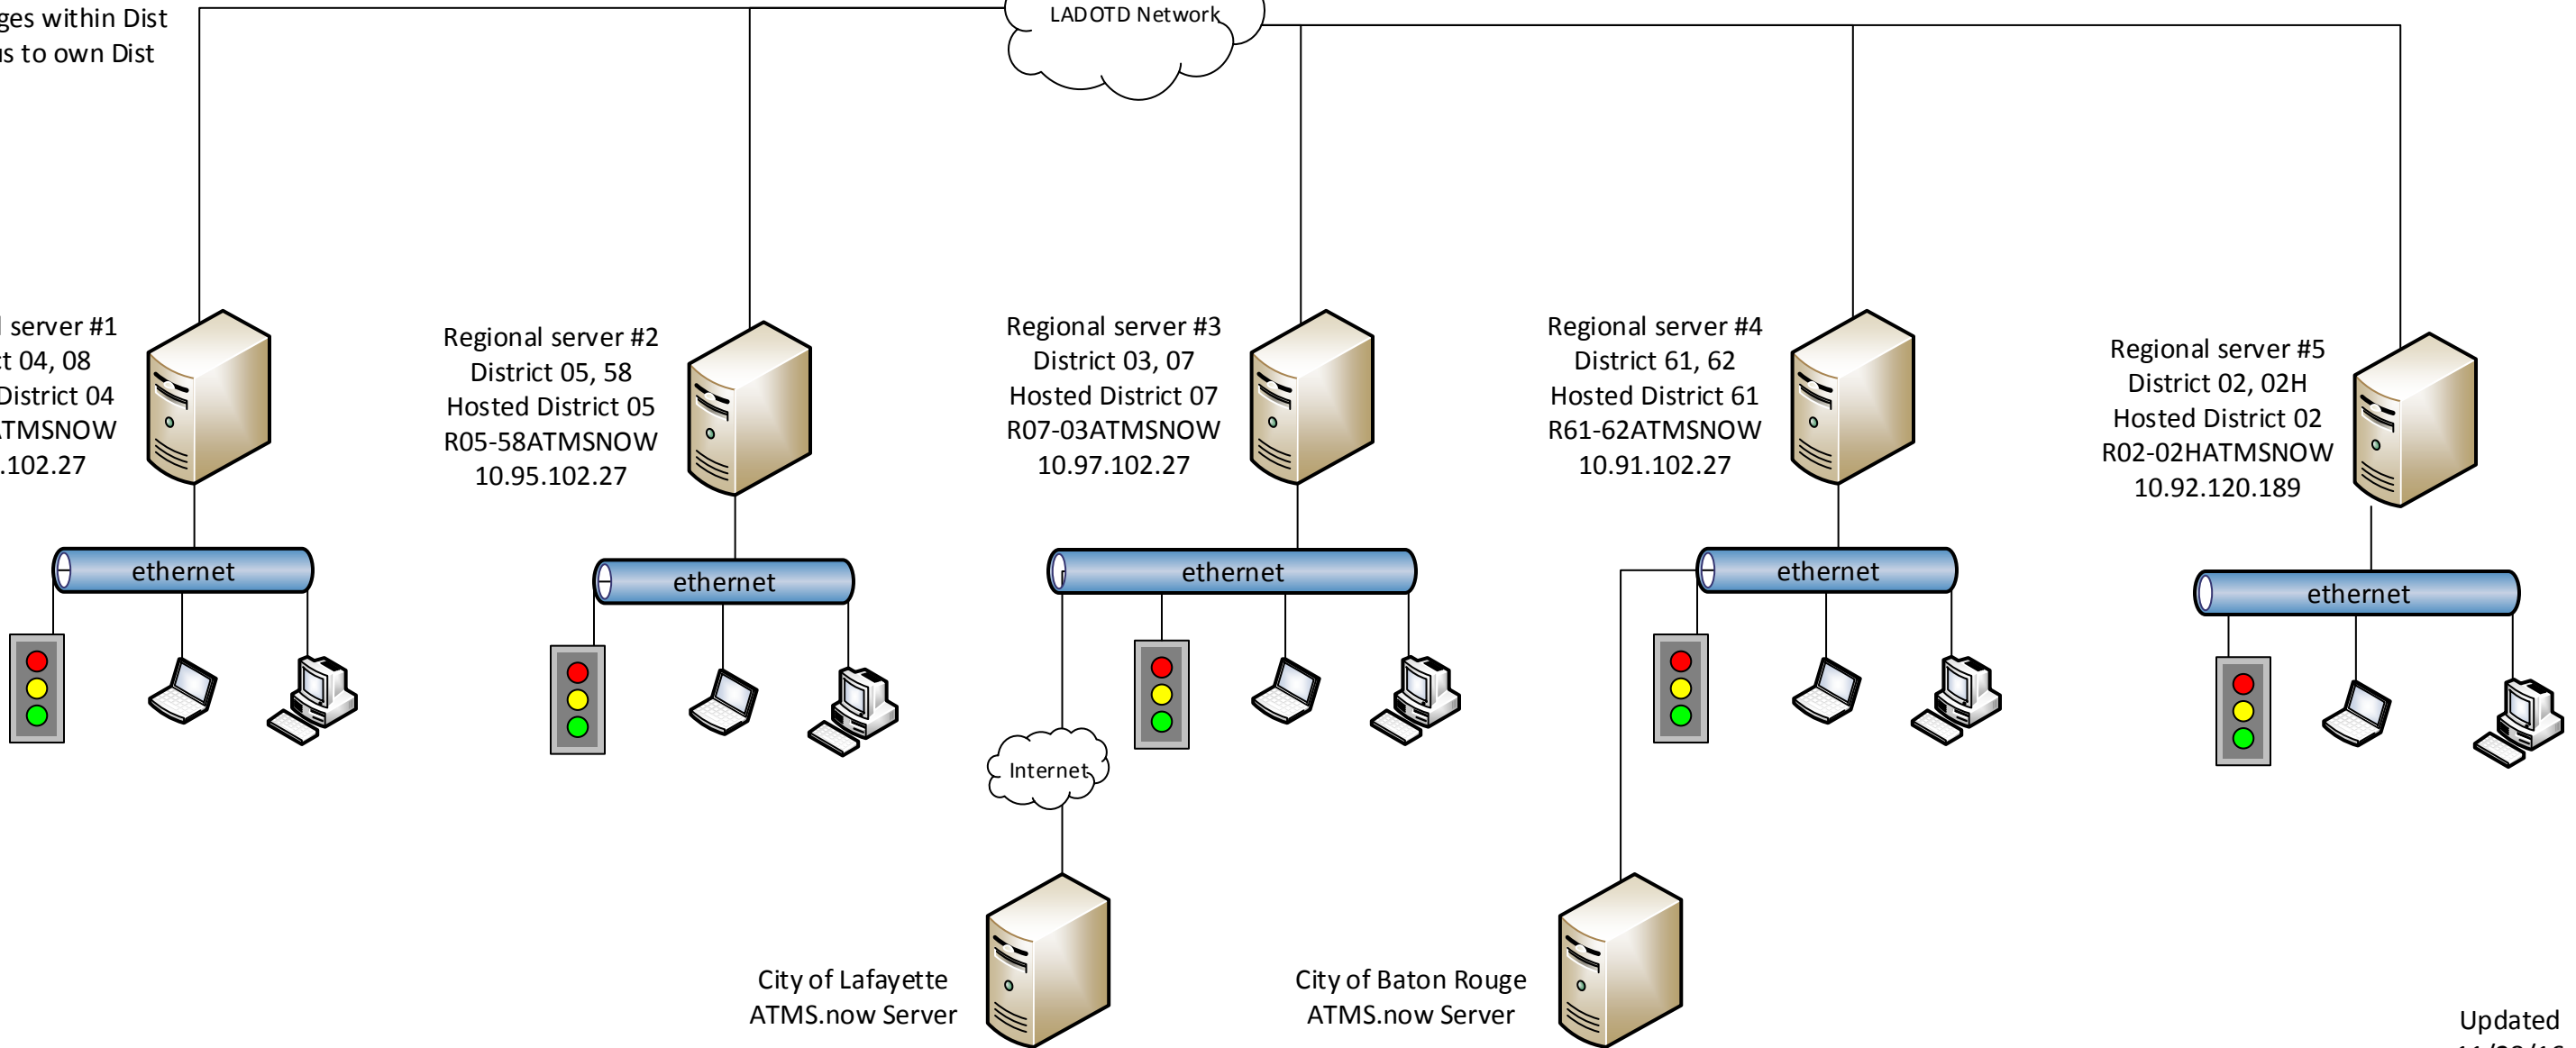 ges within Dist
us to own Dist
LADOTD Network
server #1
ct 04, 08
District 04
ATMSNOW
.102.27
Regional server #2
District 05, 58
Hosted District 05
R05-58ATMSNOW
10.95.102.27
Regional server #3
District 03, 07
Hosted District 07
R07-03ATMSNOW
10.97.102.27
Regional server #4
District 61, 62
Hosted District 61
R61-62ATMSNOW
10.91.102.27
Regional server #5
District 02, 02H
Hosted District 02
R02-02HATMSNOW
10.92.120.189
ethernet
ethernet
ethernet
ethernet
ethernet
Internet
City of Lafayette
ATMS.now Server
City of Baton Rouge
ATMS.now Server
Updated